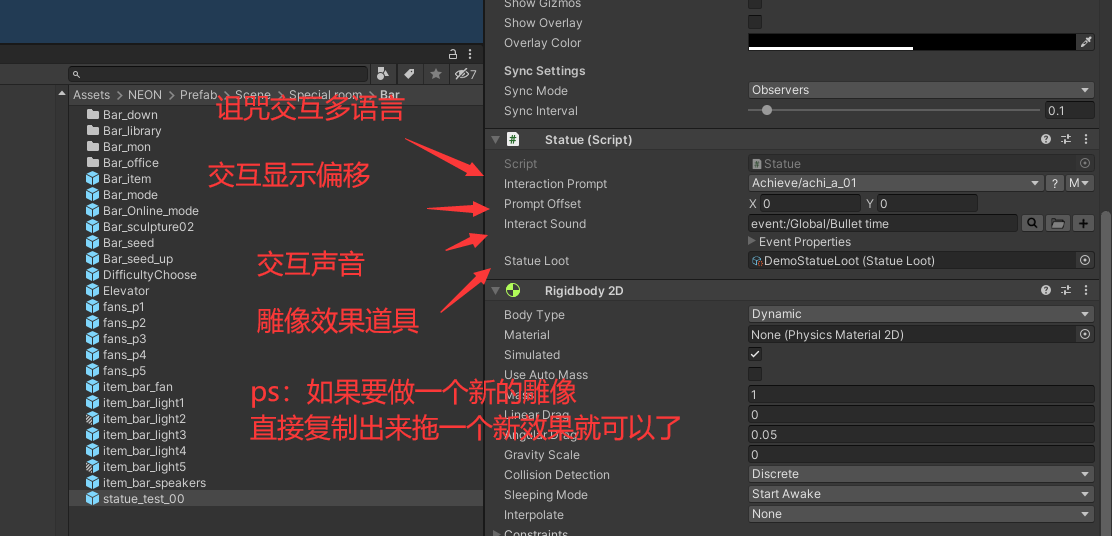 Show Gizmos
Show Overlay
Overlay Color
7
Assets > NEON > Prefab > Scene > Special room > Bar
Sync Settings
Sync Mode
Observers
Sync Interval
0.1
诅咒交互多语言
交互显示偏移
交互声音
雕像效果道具
ps：如果要做一个新的雕像
直接复制出来拖一个新效果就可以了
Bar_down
Bar_library
Bar_mon
Bar_office
Bar_item
Bar_mode
Bar_Online_mode
Bar_sculpture02
Bar_seed
Bar_seed_up
DifficultyChoose
Elevator
fans_p1
fans_p2
fans_p3
fans_p4
fans_p5
item_bar_fan
item_bar_light1
item_bar_light2
item_bar_light3
item_bar_light4
item_bar_light5
item_bar_speakers
statue_test_00
# Statue (Script)
Script
Statue
Interaction Prompt
Achieve/achi_a_01
?
M
Prompt Offset
X 0 Y 0
Interact Sound
event:/Global/Bullet time
Event Properties
Statue Loot
DemoStatueLoot (Statue Loot)
Rigidbody 2D
Body Type
Dynamic
Material
None (Physics Material 2D)
Simulated
Use Auto Mass
Mass
1
Linear Drag
0
Angular Drag
0.05
Gravity Scale
0
Collision Detection
Discrete
Sleeping Mode
Start Awake
Interpolate
None
Constraints